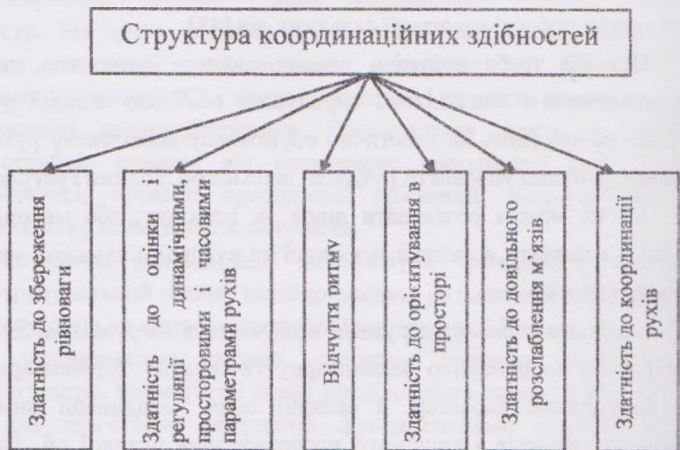 Структура координаційних здібностей
Здатність до збереження
рівноваги
Здатність до оцінки і
регуляції динамічними,
просторовими і часовими
параметрами рухів
Відчуття ритму
Здатність до орієнтування в
просторі
Здатність до довільного
розслаблення м'язів
Здатність до координації
рухів